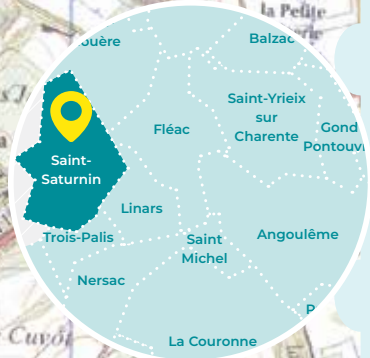 la Petite
ouère
Balzac
Saint-Yrieix
sur
Charente
Gond
Pontouv
Fléac
Saint-
Saturnin
Linars
Trois-Palis
Saint
Michel
Angoulême
Nersac
La Couronne